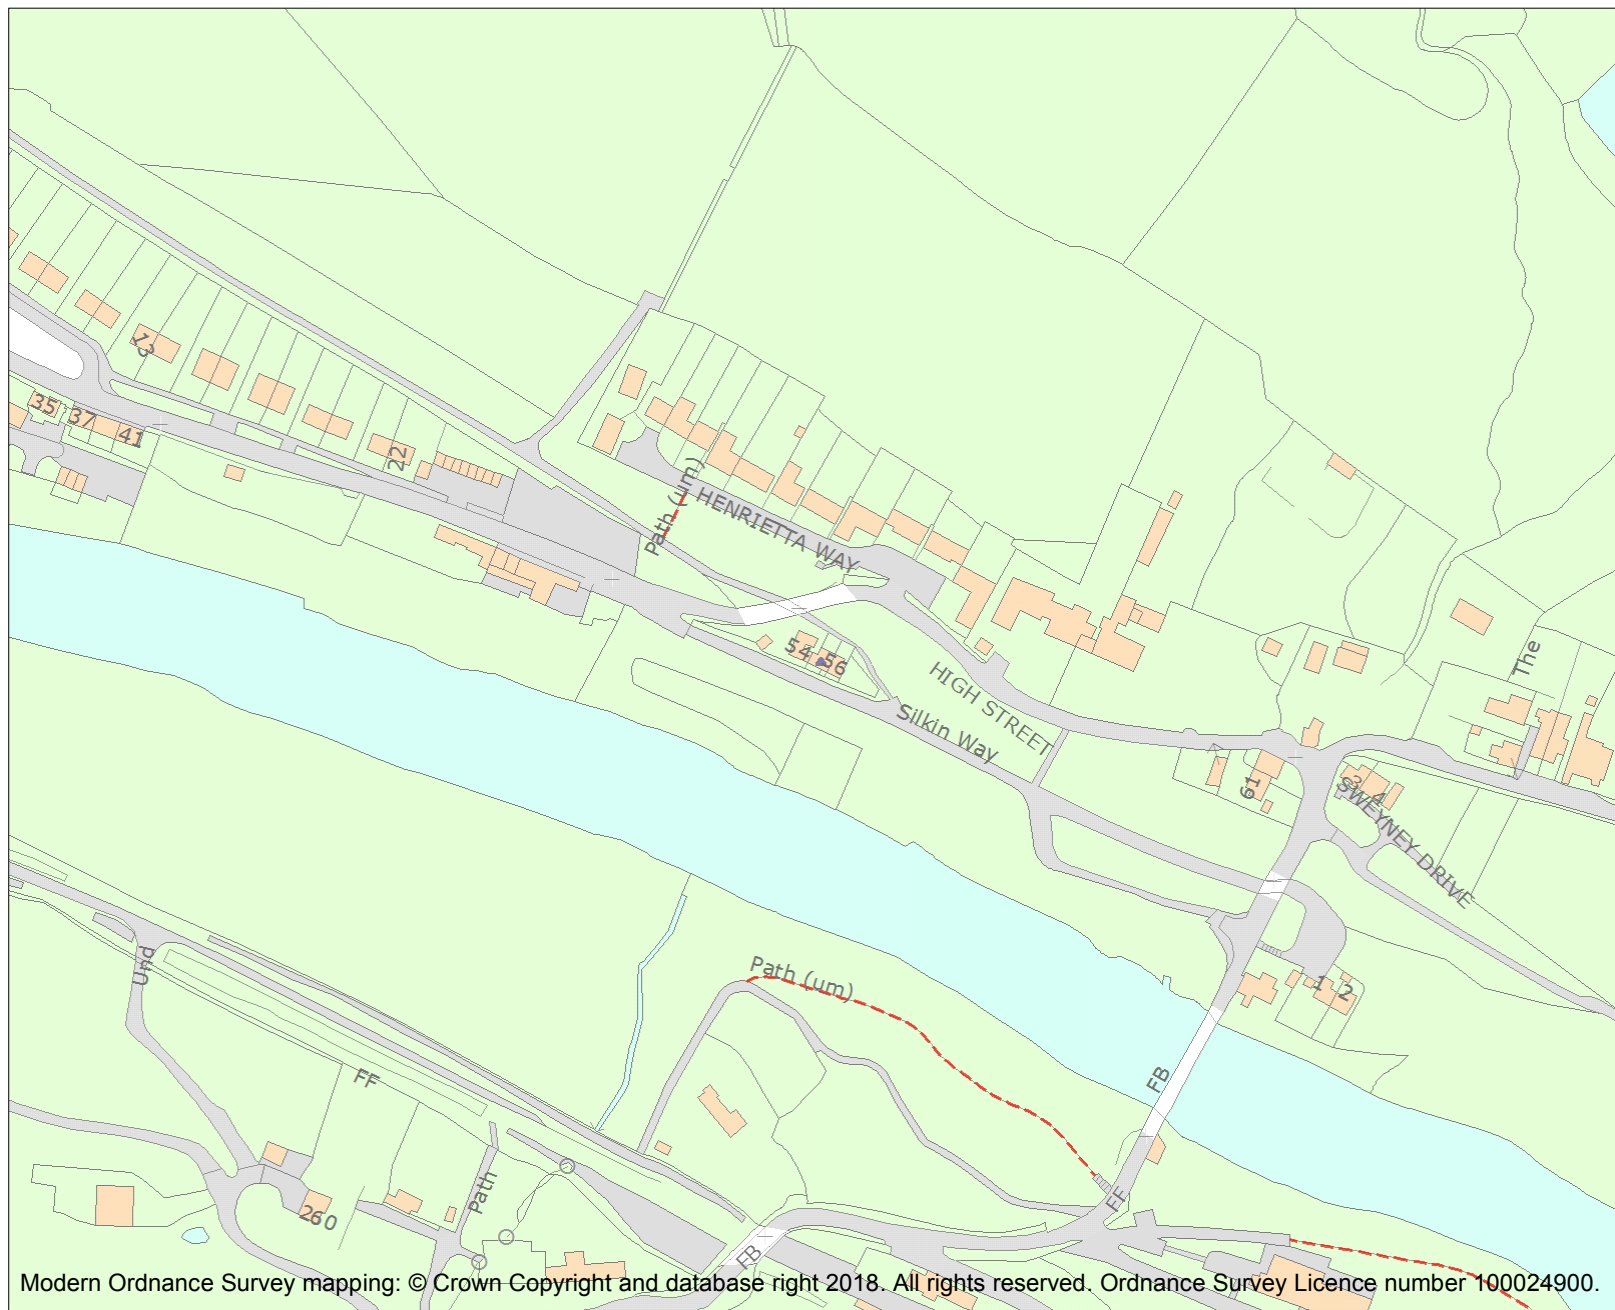 13
35
37
41
22
Path (um)
HENRIETTA WAY
54
56
HIGH STREET
Silkin Way
The
61
3
4
SWEYNEY DRIVE
Und
Path (um)
1
2
FF
FB
Path
FF
260
FB
Modern Ordnance Survey mapping: © Crown Copyright and database right 2018. All rights reserved. Ordnance Survey Licence number 100024900.